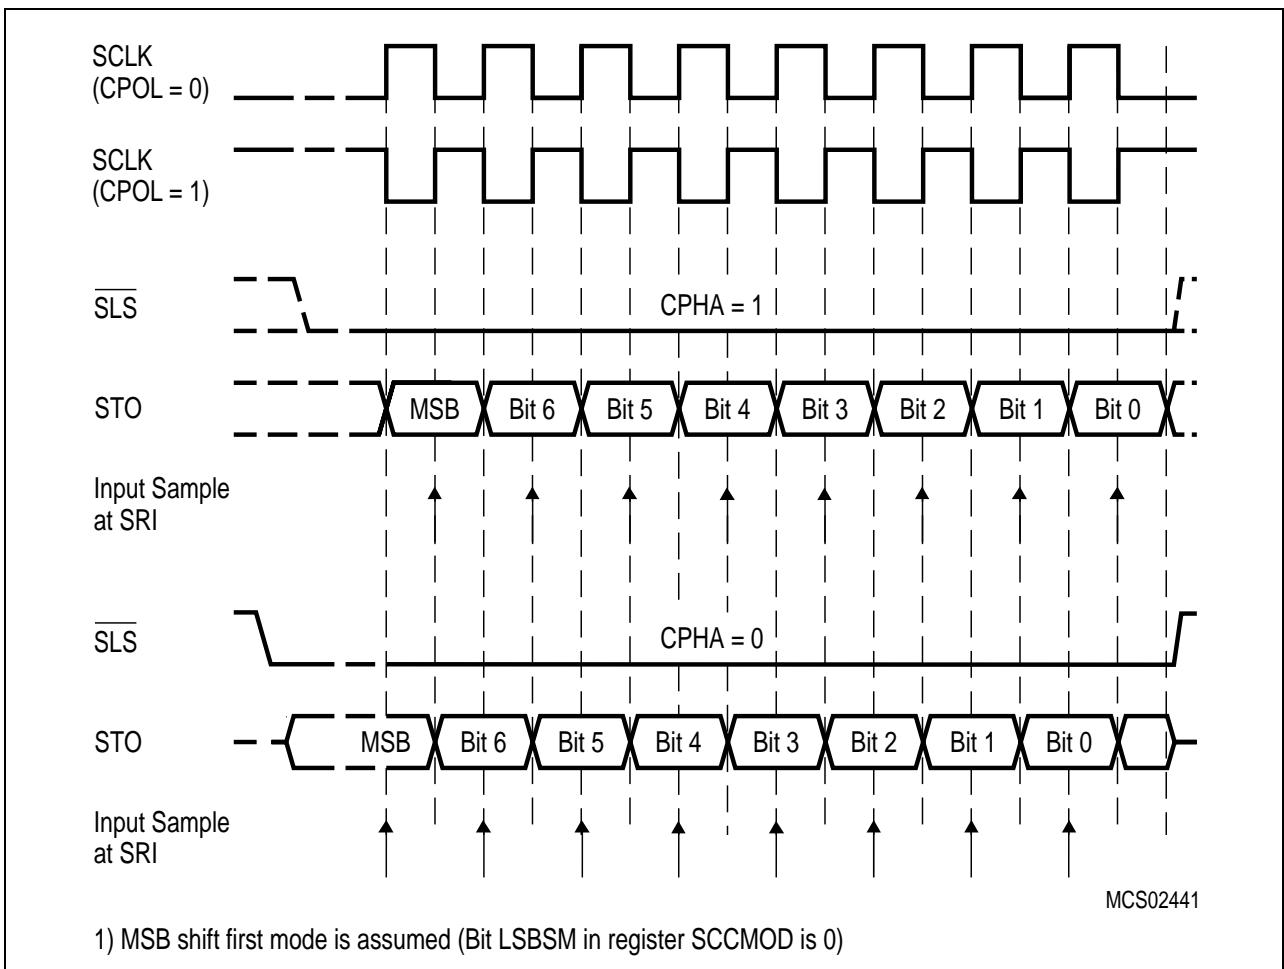 SCLK
(CPOL = 0)
SCLK
(CPOL = 1)
SLS
CPHA = 1
STO
MSB Bit 6 Bit 5 Bit 4 Bit 3 Bit 2 Bit 1 Bit 0
Input Sample
at SRI
SLS
CPHA = 0
STO
MSB Bit 6 Bit 5 Bit 4 Bit 3 Bit 2 Bit 1 Bit 0
Input Sample
at SRI
MCS02441
1) MSB shift first mode is assumed (Bit LSBSM in register SCCMOD is 0)